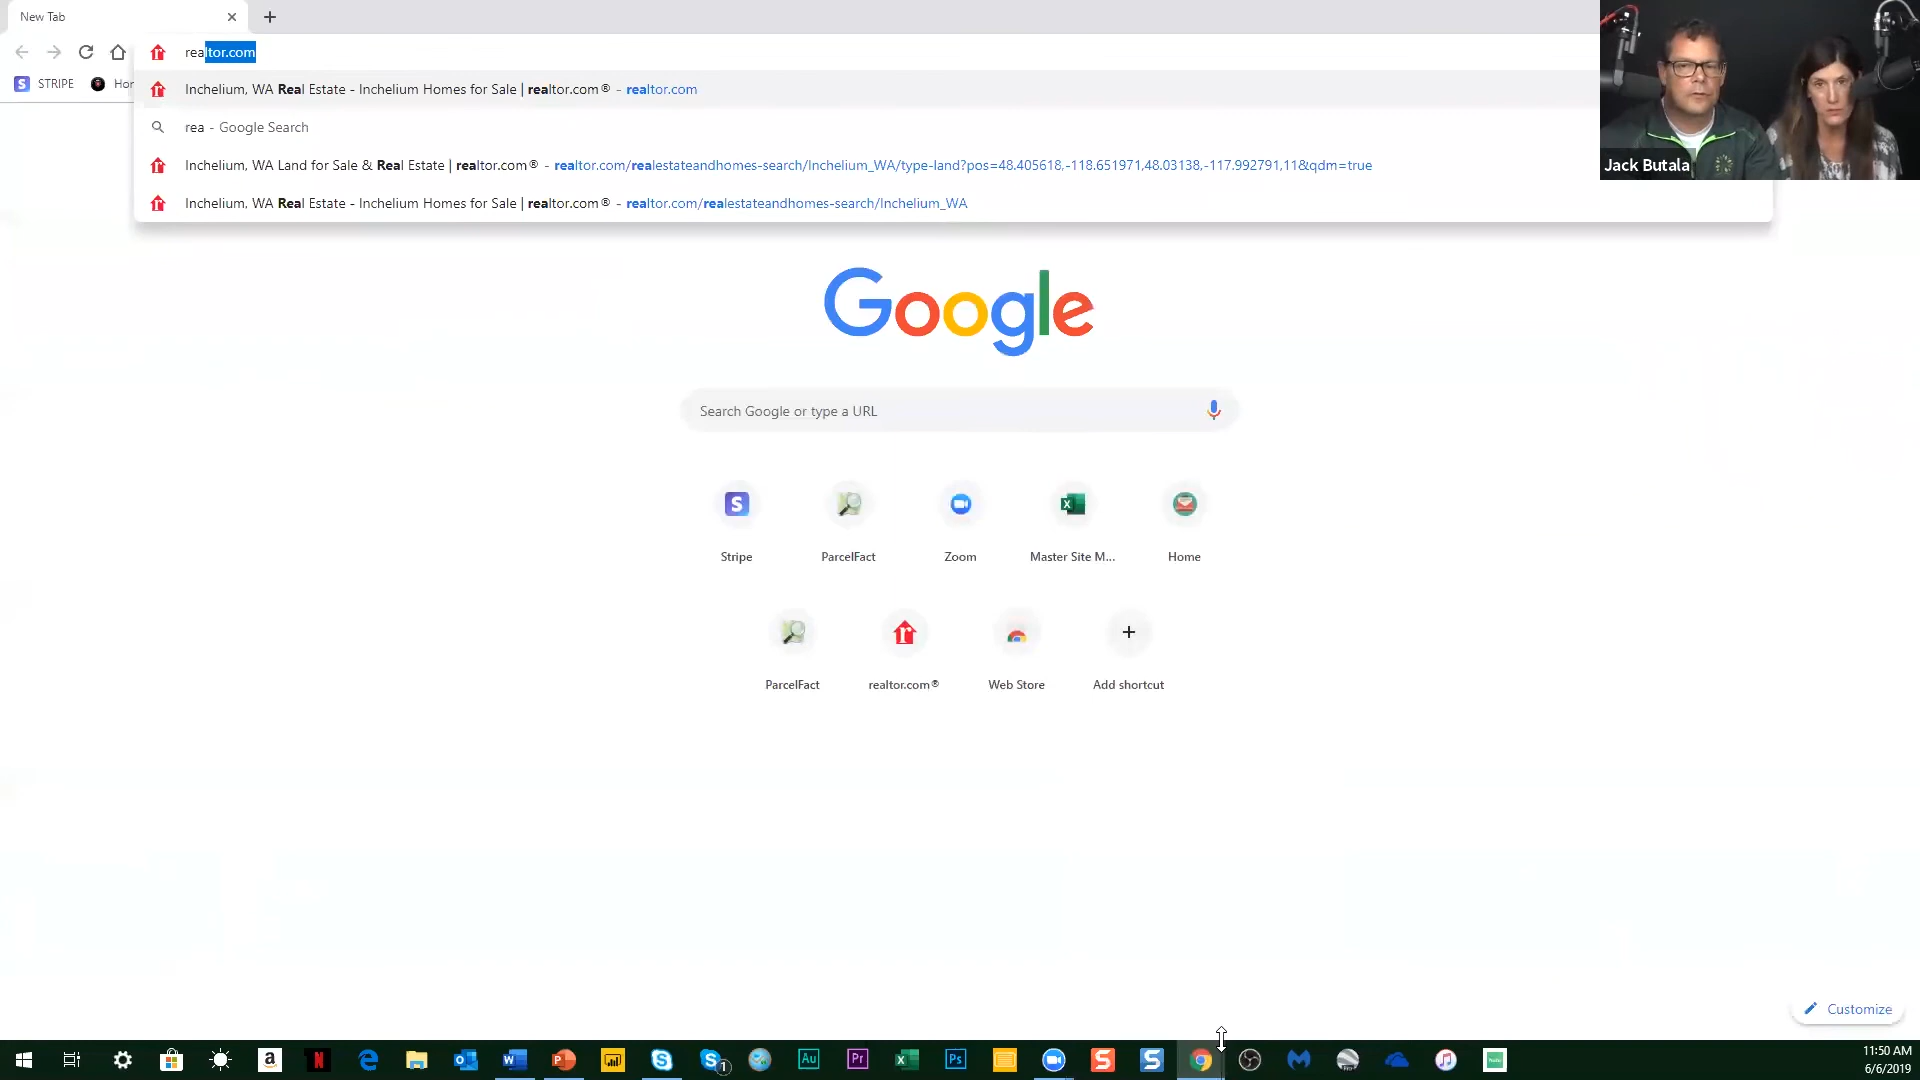 New Tab
realtor.com
STRIPE
Hor
Inchelium, WA Real Estate - Inchelium Homes for Sale | realtor.com® - realtor.com
rea - Google Search
Inchelium, WA Land for Sale & Real Estate | realtor.com® - realtor.com/realestateandhomes-search/Inchelium_WA/type-land?pos=48.405618,-118.651971,48.03138,-117.992791,11&qdm=true
Inchelium, WA Real Estate - Inchelium Homes for Sale | realtor.com® - realtor.com/realestateandhomes-search/Inchelium_WA
Jack Butala
Google
Search Google or type a URL
Stripe
ParcelFact
Zoom
Master Site M...
Home
ParcelFact
realtor.com®
Web Store
Add shortcut
Customize
11:50 AM
6/6/2019